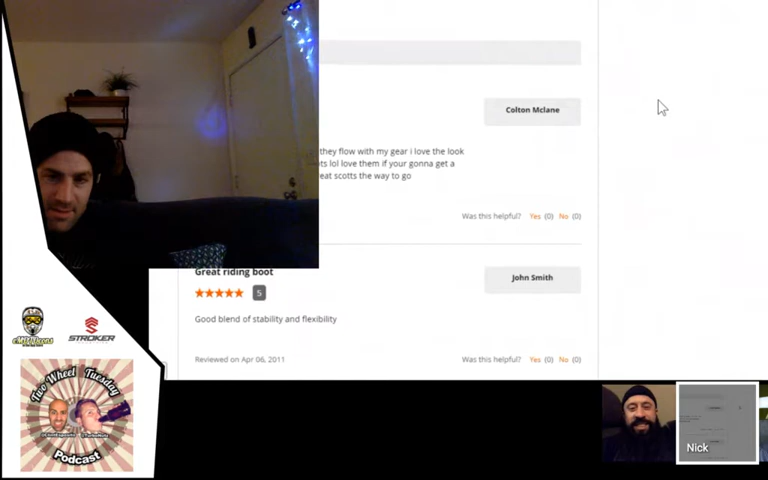 Colton Mclane
they flow with my gear i love the look
ts lol love them if your gonna get a
eat scotts the way to go
Was this helpful? Yes (0) No (0)
Great riding boot
John Smith
5
Good blend of stability and flexibility
Reviewed on Apr 06, 2011
Was this helpful? Yes (0) No (0)
STROKER
Two Wheel Tuesday
Podcast
Nick